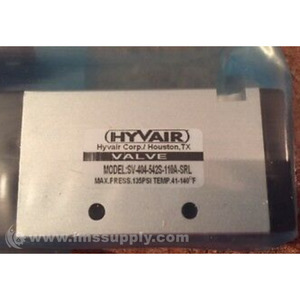 HYVAIR
Hyvair Corp./ Houston,TX
VALVE
MODEL:SV-404-542S-110A-SRL
MAX.PRESS.135PSI TEMP.41-140°F
© www.imssupply.com